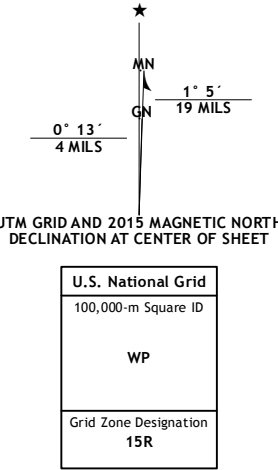 ★
MN
1° 5´
19 MILS
GN
0° 13´
4 MILS
UTM GRID AND 2015 MAGNETIC NORTH
DECLINATION AT CENTER OF SHEET
U.S. National Grid
100,000-m Square ID
WP
Grid Zone Designation
15R